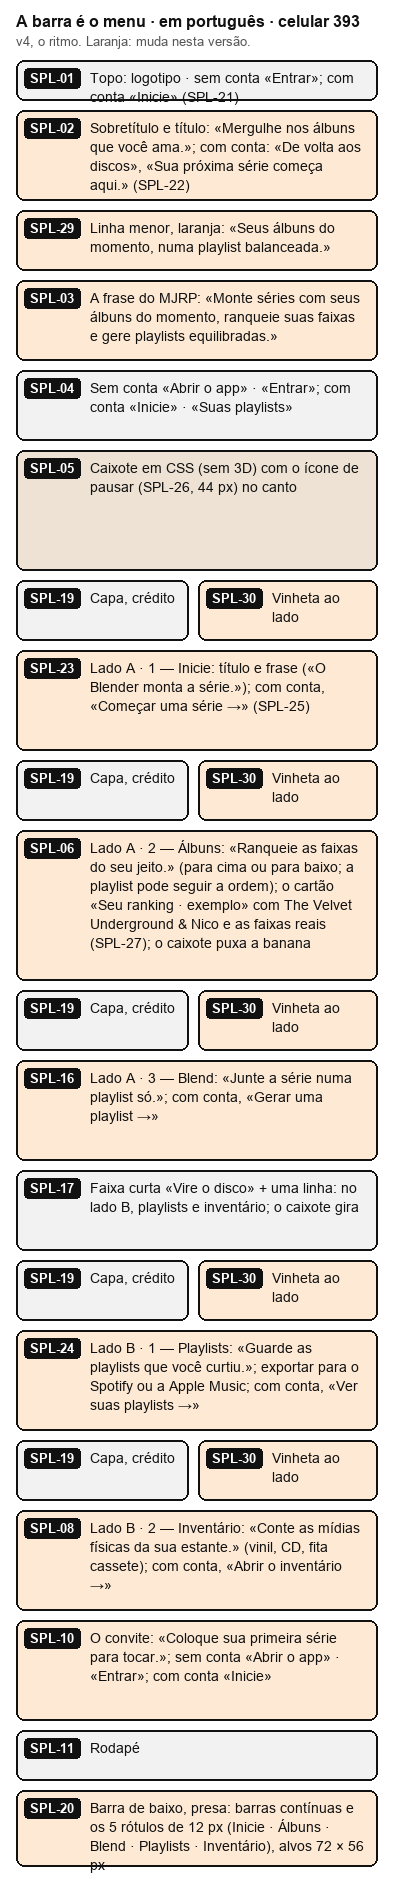 A barra é o menu · em português · celular 393
v4, o ritmo. Laranja: muda nesta versão.
SPL-01 Topo: logotipo · sem conta «Entrar»; com
conta «Inicie» (SPL-21)
SPL-02 Sobretítulo e título: «Mergulhe nos álbuns
que você ama.»; com conta: «De volta aos
discos», «Sua próxima série começa
aqui.» (SPL-22)
SPL-29 Linha menor, laranja: «Seus álbuns do
momento, numa playlist balanceada.»
SPL-03 A frase do MJRP: «Monte séries com seus
álbuns do momento, ranqueie suas faixas
e gere playlists equilibradas.»
SPL-04 Sem conta «Abrir o app» · «Entrar»; com
conta «Inicie» · «Suas playlists»
SPL-05 Caixote em CSS (sem 3D) com o ícone de
pausar (SPL-26, 44 px) no canto
SPL-19 Capa, crédito SPL-30 Vinheta ao
lado
SPL-23 Lado A · 1 — Inicie: título e frase («O
Blender monta a série.»); com conta,
«Começar uma série →» (SPL-25)
SPL-19 Capa, crédito SPL-30 Vinheta ao
lado
SPL-06 Lado A · 2 — Álbuns: «Ranqueie as faixas
do seu jeito.» (para cima ou para baixo; a
playlist pode seguir a ordem); o cartão
«Seu ranking · exemplo» com The Velvet
Underground & Nico e as faixas reais
(SPL-27); o caixote puxa a banana
SPL-19 Capa, crédito SPL-30 Vinheta ao
lado
SPL-16 Lado A · 3 — Blend: «Junte a série numa
playlist só.»; com conta, «Gerar uma
playlist →»
SPL-17 Faixa curta «Vire o disco» + uma linha: no
lado B, playlists e inventário; o caixote gira
SPL-19 Capa, crédito SPL-30 Vinheta ao
lado
SPL-24 Lado B · 1 — Playlists: «Guarde as
playlists que você curtiu.»; exportar para o
Spotify ou a Apple Music; com conta, «Ver
suas playlists →»
SPL-19 Capa, crédito SPL-30 Vinheta ao
lado
SPL-08 Lado B · 2 — Inventário: «Conte as mídias
físicas da sua estante.» (vinil, CD, fita
cassete); com conta, «Abrir o inventário
→»
SPL-10 O convite: «Coloque sua primeira série
para tocar.»; sem conta «Abrir o app» ·
«Entrar»; com conta «Inicie»
SPL-11 Rodapé
SPL-20 Barra de baixo, presa: barras contínuas e
os 5 rótulos de 12 px (Inicie · Álbuns ·
Blend · Playlists · Inventário), alvos 72 × 56
px